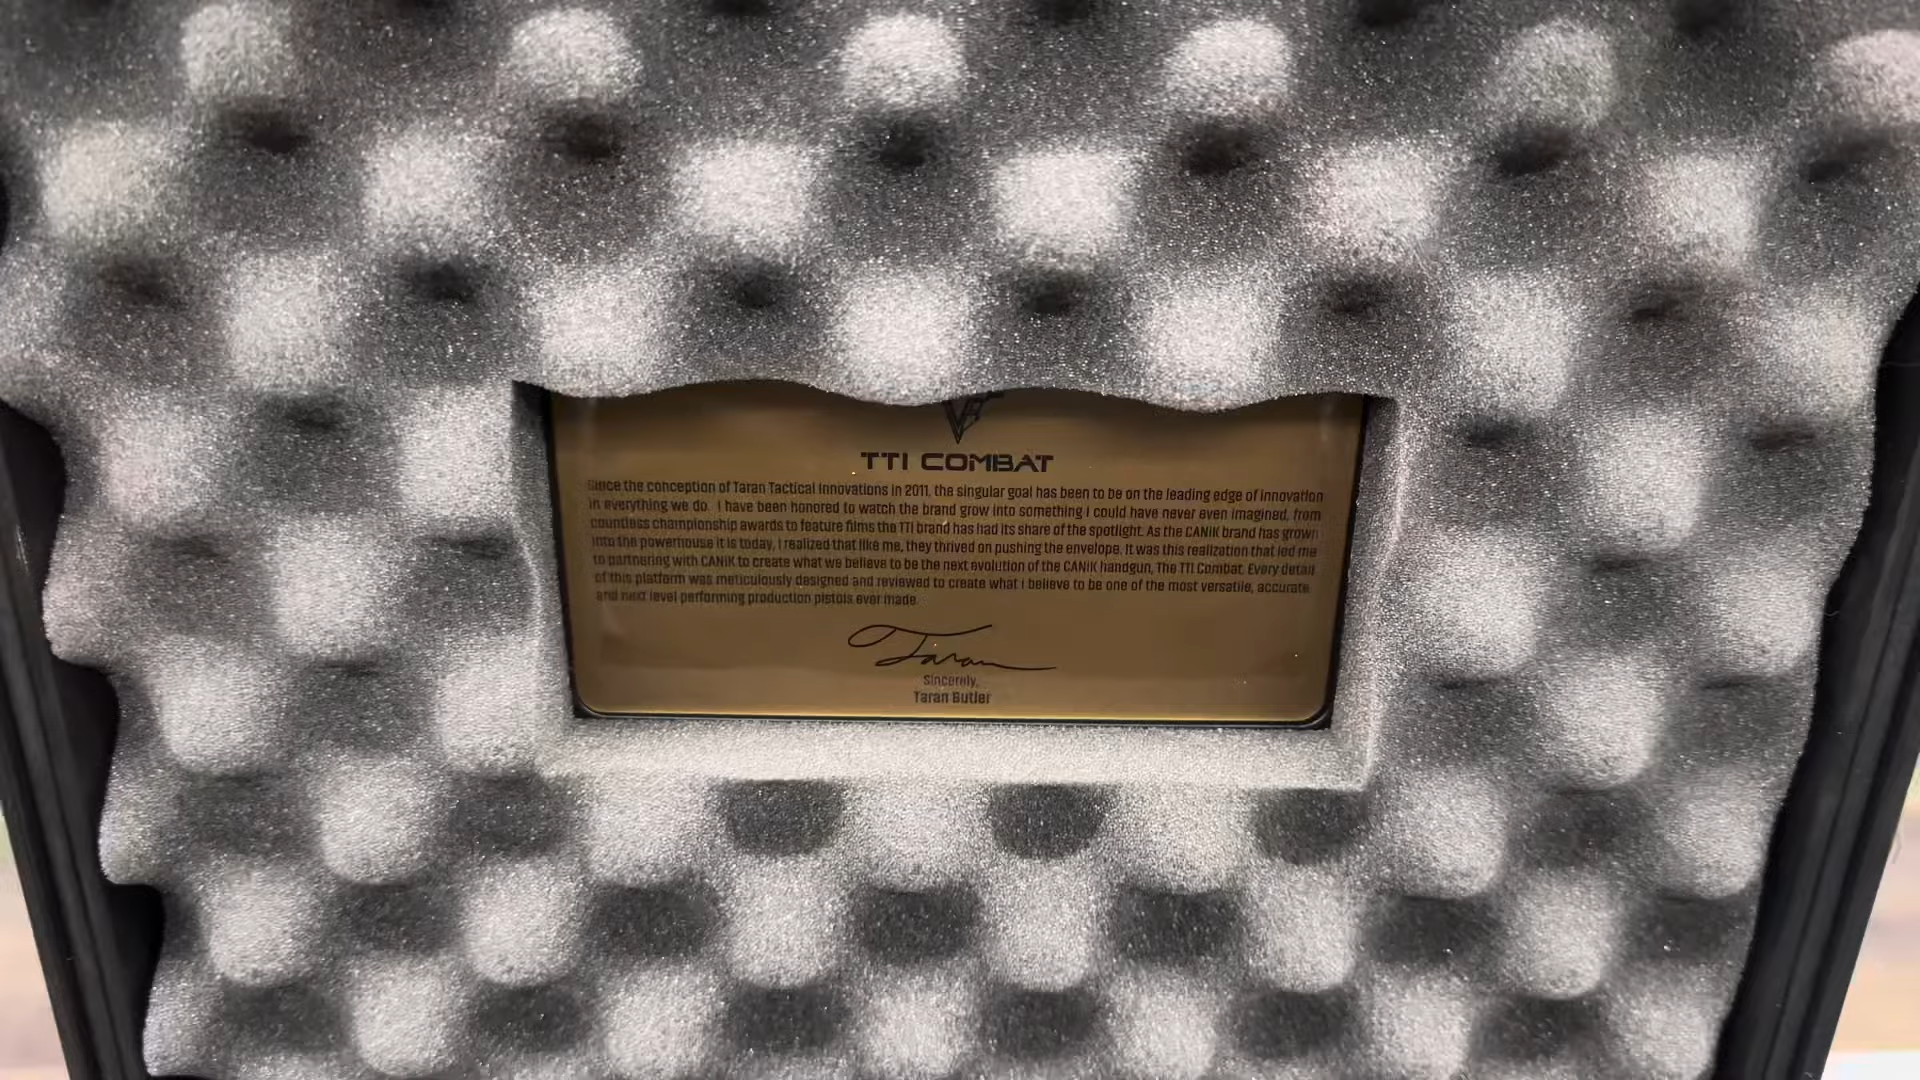 TTI COMBAT
Since the conception of Taran Tactical Innovations in 2011, the singular goal has been to be on the leading edge of innovation
in everything we do. I have been honored to watch the brand grow into something I could have never even imagined, from
countless championship awards to feature films the TTI brand has had its share of the spotlight. As the CANIK brand has grown
into the powerhouse it is today, I realized that like me, they thrived on pushing the envelope. It was this realization that led me
to partnering with CANIK to create what we believe to be the next evolution of the CANIK handgun, The TTI Combat. Every detail
of this platform was meticulously designed and reviewed to create what I believe to be one of the most versatile, accurate
and next level performing production pistols ever made.
Taran
Sincerely,
Taran Butler